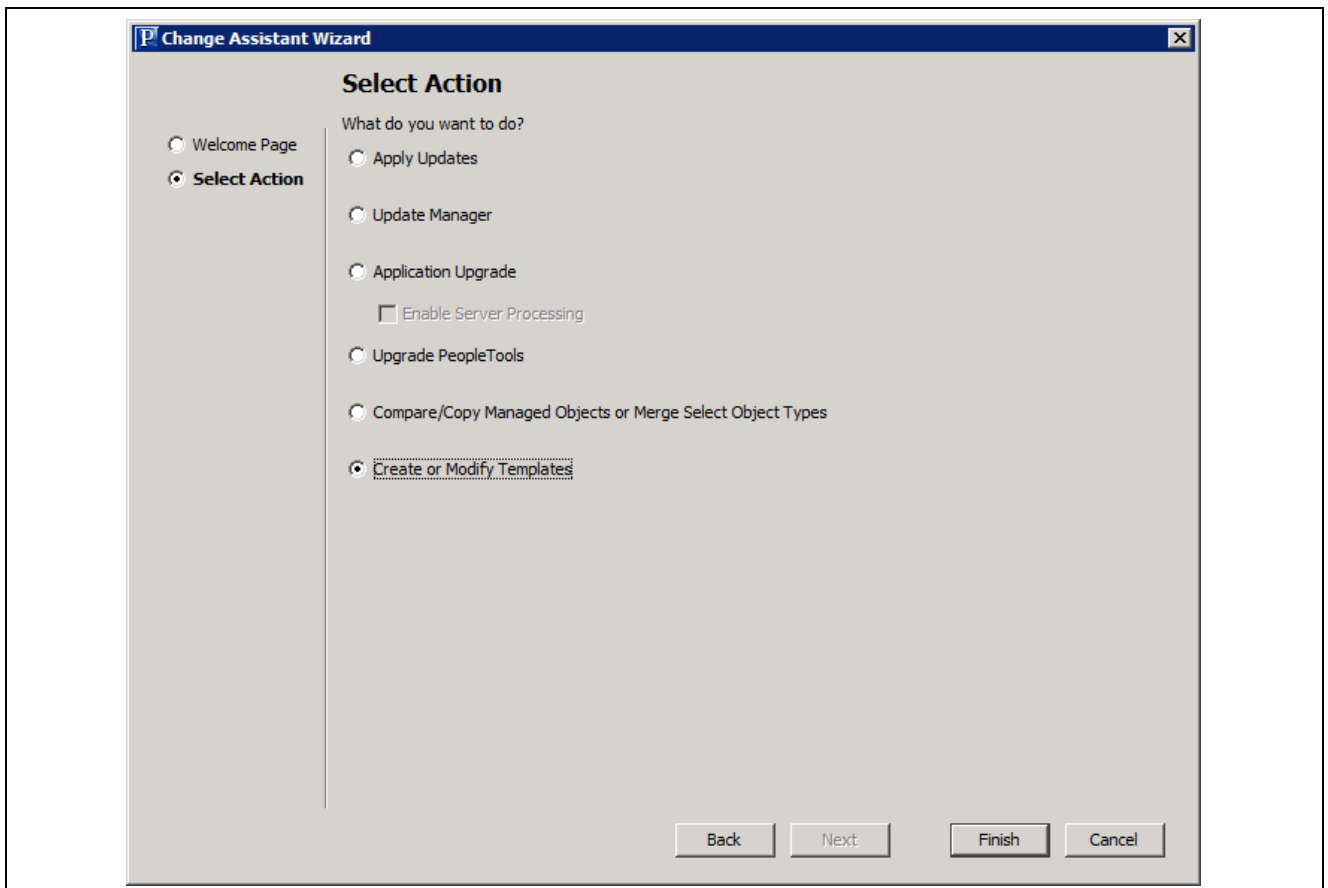 Change Assistant Wizard
Select Action
What do you want to do?
Welcome Page
Select Action
Apply Updates
Update Manager
Application Upgrade
Enable Server Processing
Upgrade PeopleTools
Compare/Copy Managed Objects or Merge Select Object Types
Create or Modify Templates
Back Next Finish Cancel